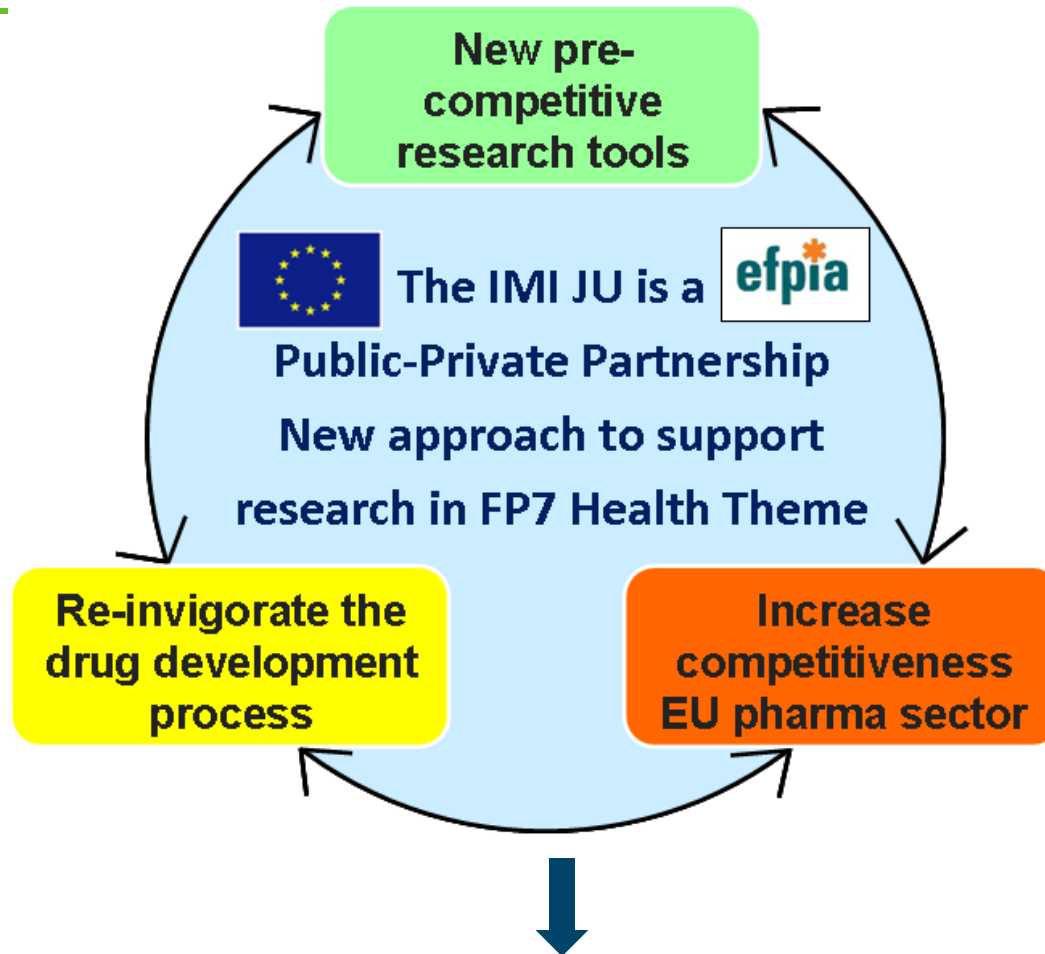 New pre-
competitive
research tools
The IMI JU is a
efpia
Public-Private Partnership
New approach to support
research in FP7 Health Theme
Re-invigorate the
drug development
process
Increase
competitiveness
EU pharma sector